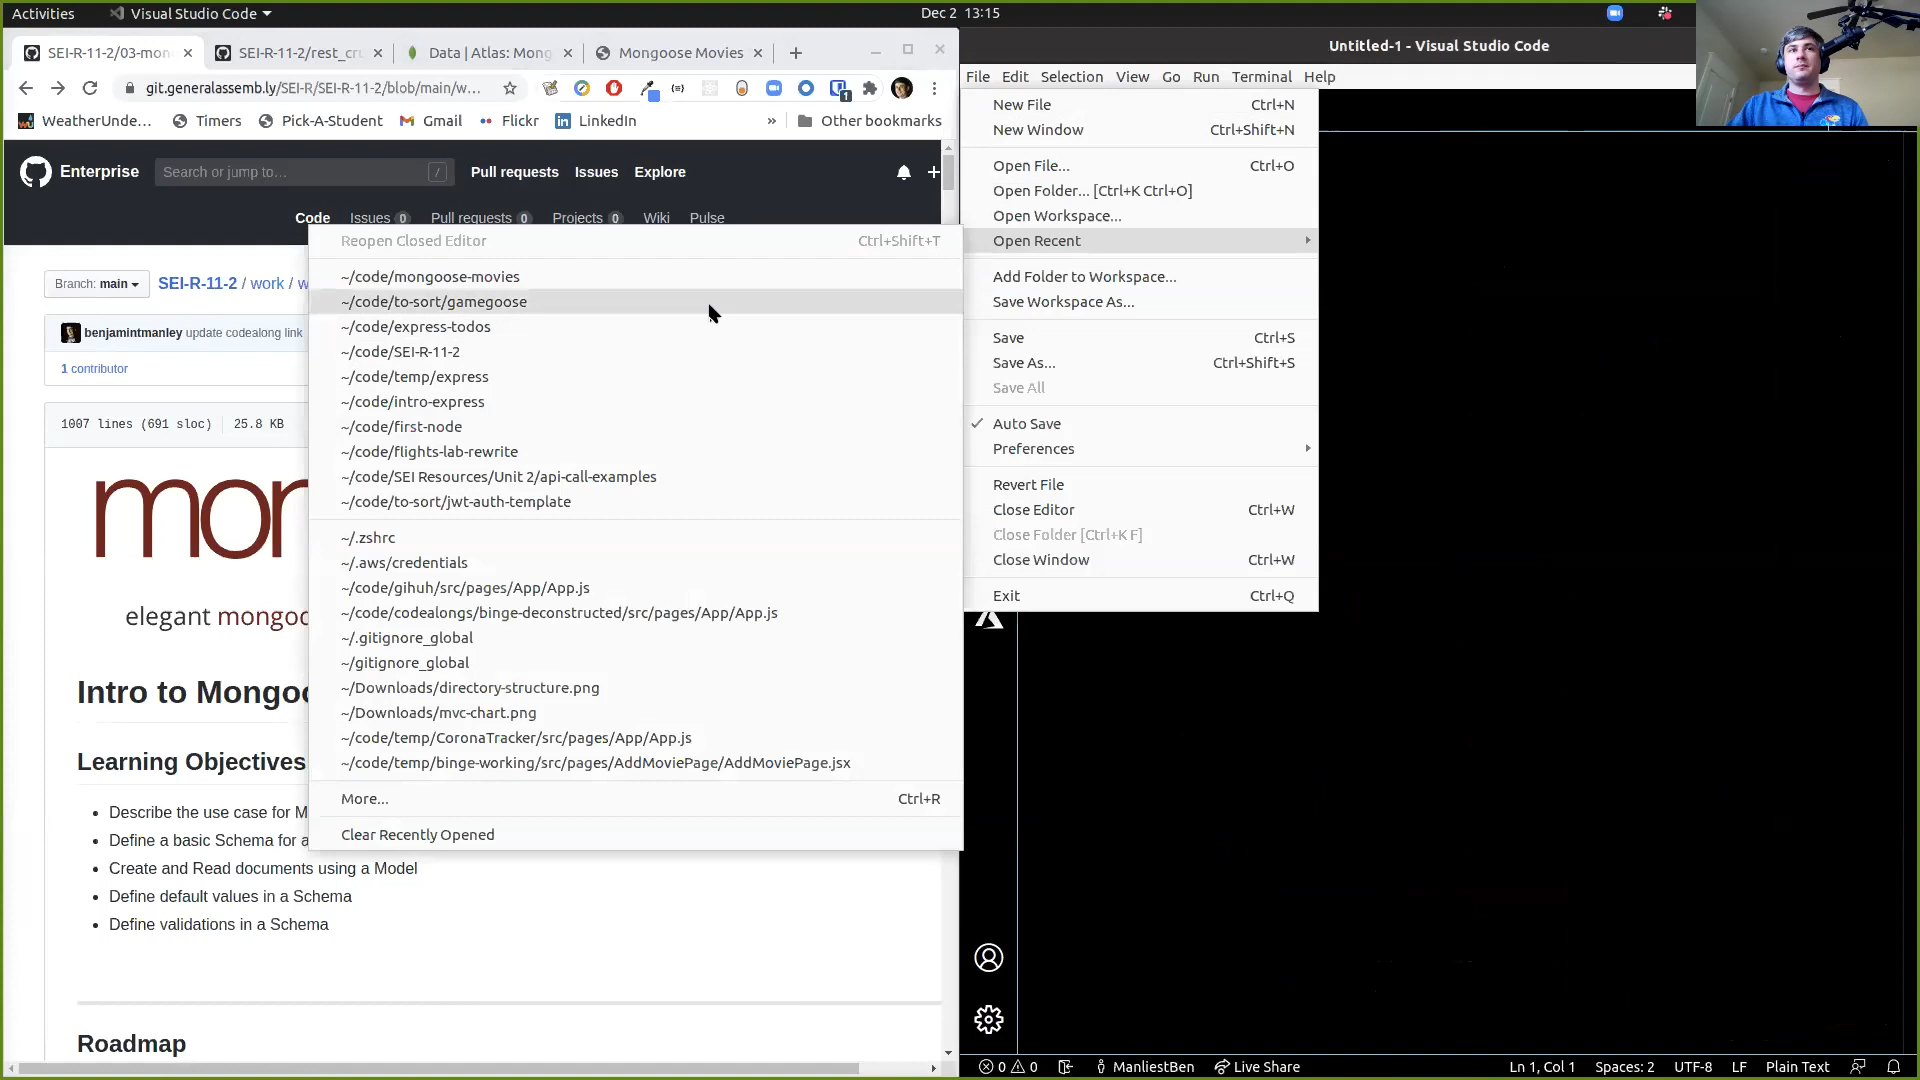 Activities
Visual Studio Code
Dec 2 13:15
SEI-R-11-2/03-mon
SEI-R-11-2/rest_cru
Data | Atlas: Mong
Mongoose Movies
git.generalassemb.ly/SEI-R/SEI-R-11-2/blob/main/w...
1
WeatherUnde...
Timers
Pick-A-Student
Gmail
Flickr
LinkedIn
»
Other bookmarks
Enterprise
Search or jump to...
/
Pull requests
Issues
Explore
Code
Issues 0
Pull requests 0
Projects 0
Wiki
Pulse
Branch: main
SEI-R-11-2 / work / w
benjamintmanley update codealong link
1 contributor
1007 lines (691 sloc)
25.8 KB
mon
elegant mongo
Intro to Mongoo
Learning Objectives
Describe the use case for M
Define a basic Schema for a
Create and Read documents using a Model
Define default values in a Schema
Define validations in a Schema
Roadmap
Reopen Closed Editor Ctrl+Shift+T
~/code/mongoose-movies
~/code/to-sort/gamegoose
~/code/express-todos
~/code/SEI-R-11-2
~/code/temp/express
~/code/intro-express
~/code/first-node
~/code/flights-lab-rewrite
~/code/SEI Resources/Unit 2/api-call-examples
~/code/to-sort/jwt-auth-template
~/.zshrc
~/.aws/credentials
~/code/gihuh/src/pages/App/App.js
~/code/codealongs/binge-deconstructed/src/pages/App/App.js
~/.gitignore_global
~/gitignore_global
~/Downloads/directory-structure.png
~/Downloads/mvc-chart.png
~/code/temp/CoronaTracker/src/pages/App/App.js
~/code/temp/binge-working/src/pages/AddMoviePage/AddMoviePage.jsx
More... Ctrl+R
Clear Recently Opened
Untitled-1 - Visual Studio Code
File Edit Selection View Go Run Terminal Help
New File Ctrl+N
New Window Ctrl+Shift+N
Open File... Ctrl+O
Open Folder... [Ctrl+K Ctrl+O]
Open Workspace...
Open Recent
Add Folder to Workspace...
Save Workspace As...
Save Ctrl+S
Save As... Ctrl+Shift+S
Save All
Auto Save
Preferences
Revert File
Close Editor Ctrl+W
Close Folder [Ctrl+K F]
Close Window Ctrl+W
Exit Ctrl+Q
0 0 ManliestBen Live Share Ln 1, Col 1 Spaces: 2 UTF-8 LF Plain Text